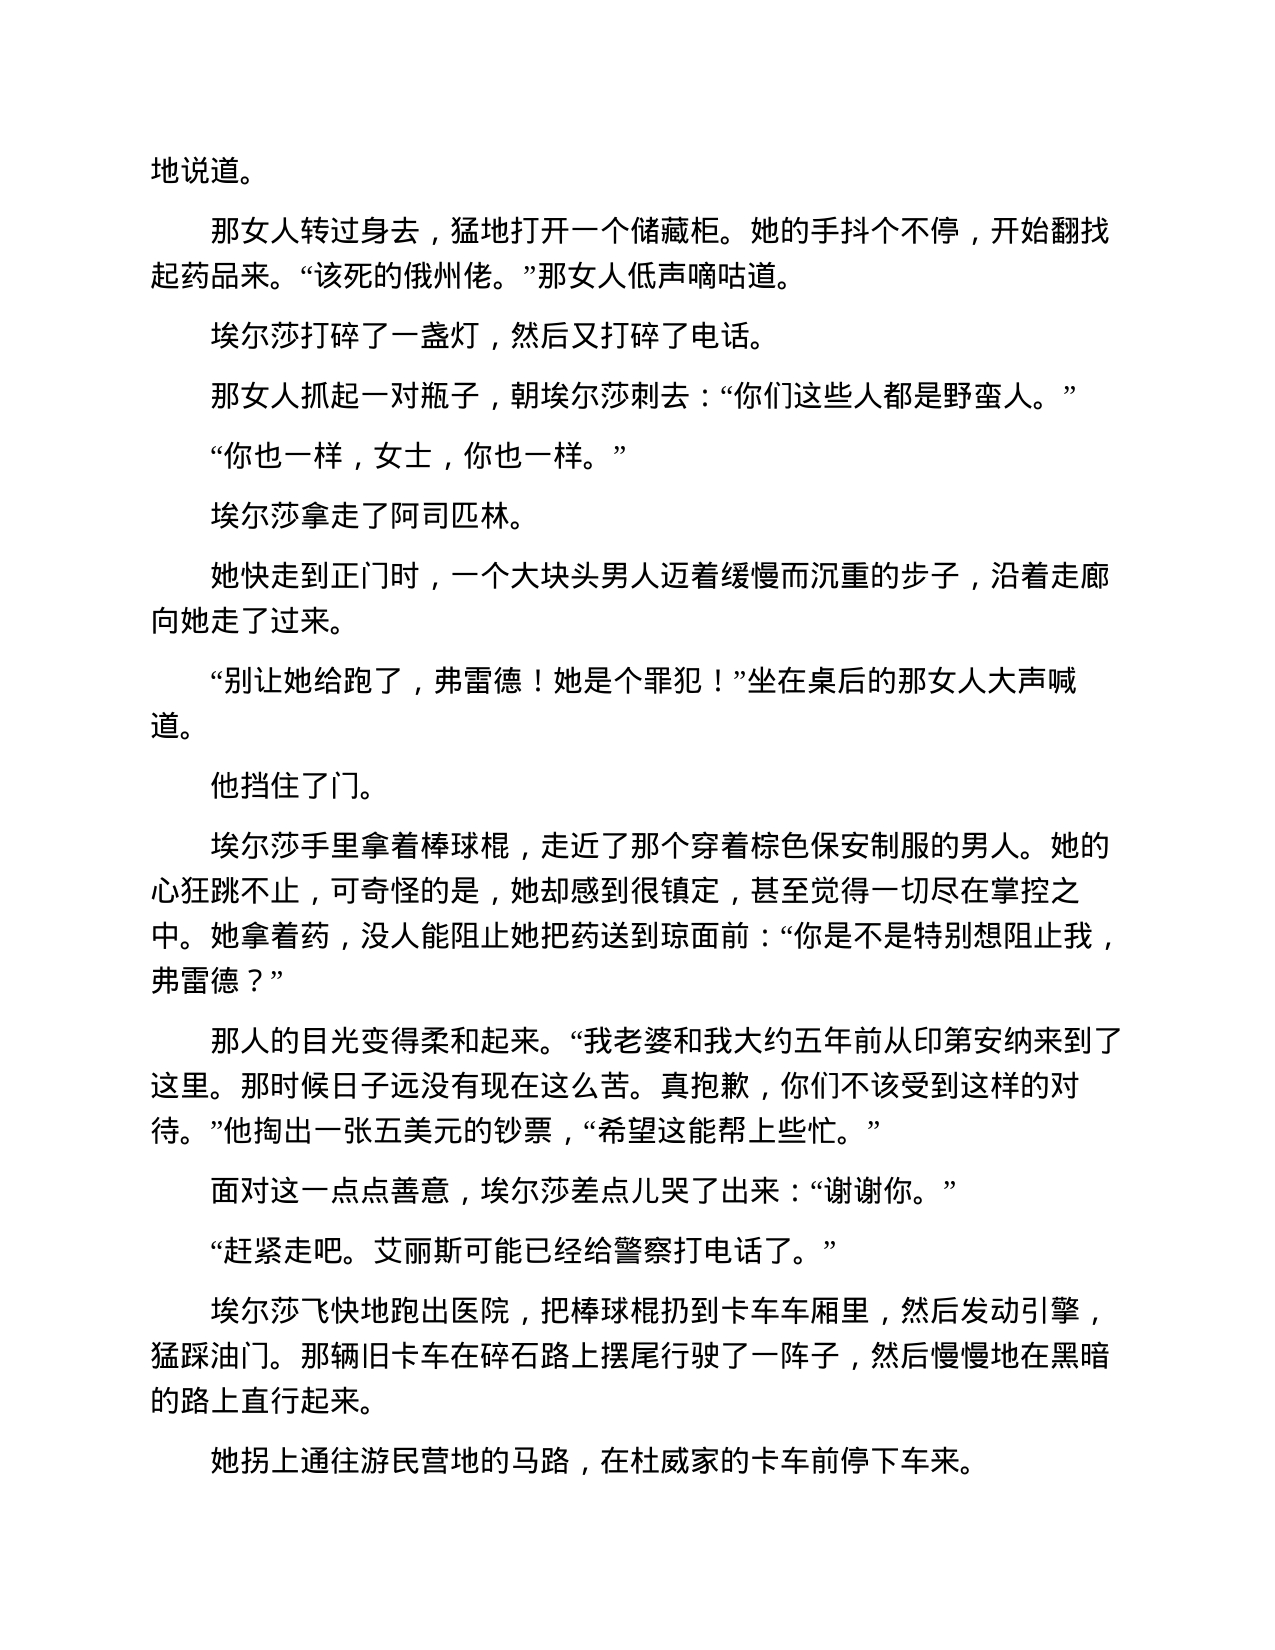 地说道。
那女人转过身去，猛地打开一个储藏柜。她的手抖个不停，开始翻找
起药品来。“该死的俄州佬。”那女人低声嘀咕道。
埃尔莎打碎了一盏灯，然后又打碎了电话。
那女人抓起一对瓶子，朝埃尔莎刺去：“你们这些人都是野蛮人。”
“你也一样，女士，你也一样。”
埃尔莎拿走了阿司匹林。
她快走到正门时，一个大块头男人迈着缓慢而沉重的步子，沿着走廊
向她走了过来。
“别让她给跑了，弗雷德！她是个罪犯！”坐在桌后的那女人大声喊
道。
他挡住了门。
埃尔莎手里拿着棒球棍，走近了那个穿着棕色保安制服的男人。她的
心狂跳不止，可奇怪的是，她却感到很镇定，甚至觉得一切尽在掌控之
中。她拿着药，没人能阻止她把药送到琼面前：“你是不是特别想阻止我，
弗雷德？”
那人的目光变得柔和起来。“我老婆和我大约五年前从印第安纳来到了
这里。那时候日子远没有现在这么苦。真抱歉，你们不该受到这样的对
待。”他掏出一张五美元的钞票，“希望这能帮上些忙。”
面对这一点点善意，埃尔莎差点儿哭了出来：“谢谢你。”
“赶紧走吧。艾丽斯可能已经给警察打电话了。”
埃尔莎飞快地跑出医院，把棒球棍扔到卡车车厢里，然后发动引擎，
猛踩油门。那辆旧卡车在碎石路上摆尾行驶了一阵子，然后慢慢地在黑暗
的路上直行起来。
她拐上通往游民营地的马路，在杜威家的卡车前停下车来。